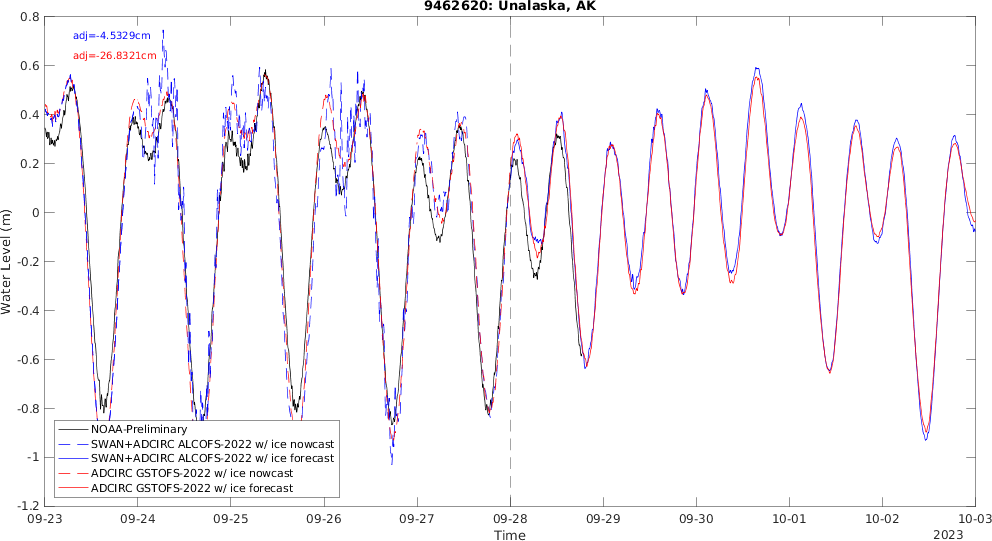 9462620: Unalaska, AK
adj=-4.5329cm
adj=-26.8321cm
Water Level (m)
0.8
0.6
0.4
0.2
0
-0.2
-0.4
-0.6
-0.8
-1
-1.2
NOAA-Preliminary
SWAN+ADCIRC ALCOFS-2022 w/ ice nowcast
SWAN+ADCIRC ALCOFS-2022 w/ ice forecast
ADCIRC GSTOFS-2022 w/ ice nowcast
ADCIRC GSTOFS-2022 w/ ice forecast
09-23 09-24 09-25 09-26 09-27 09-28 09-29 09-30 10-01 10-02 10-03
Time
2023